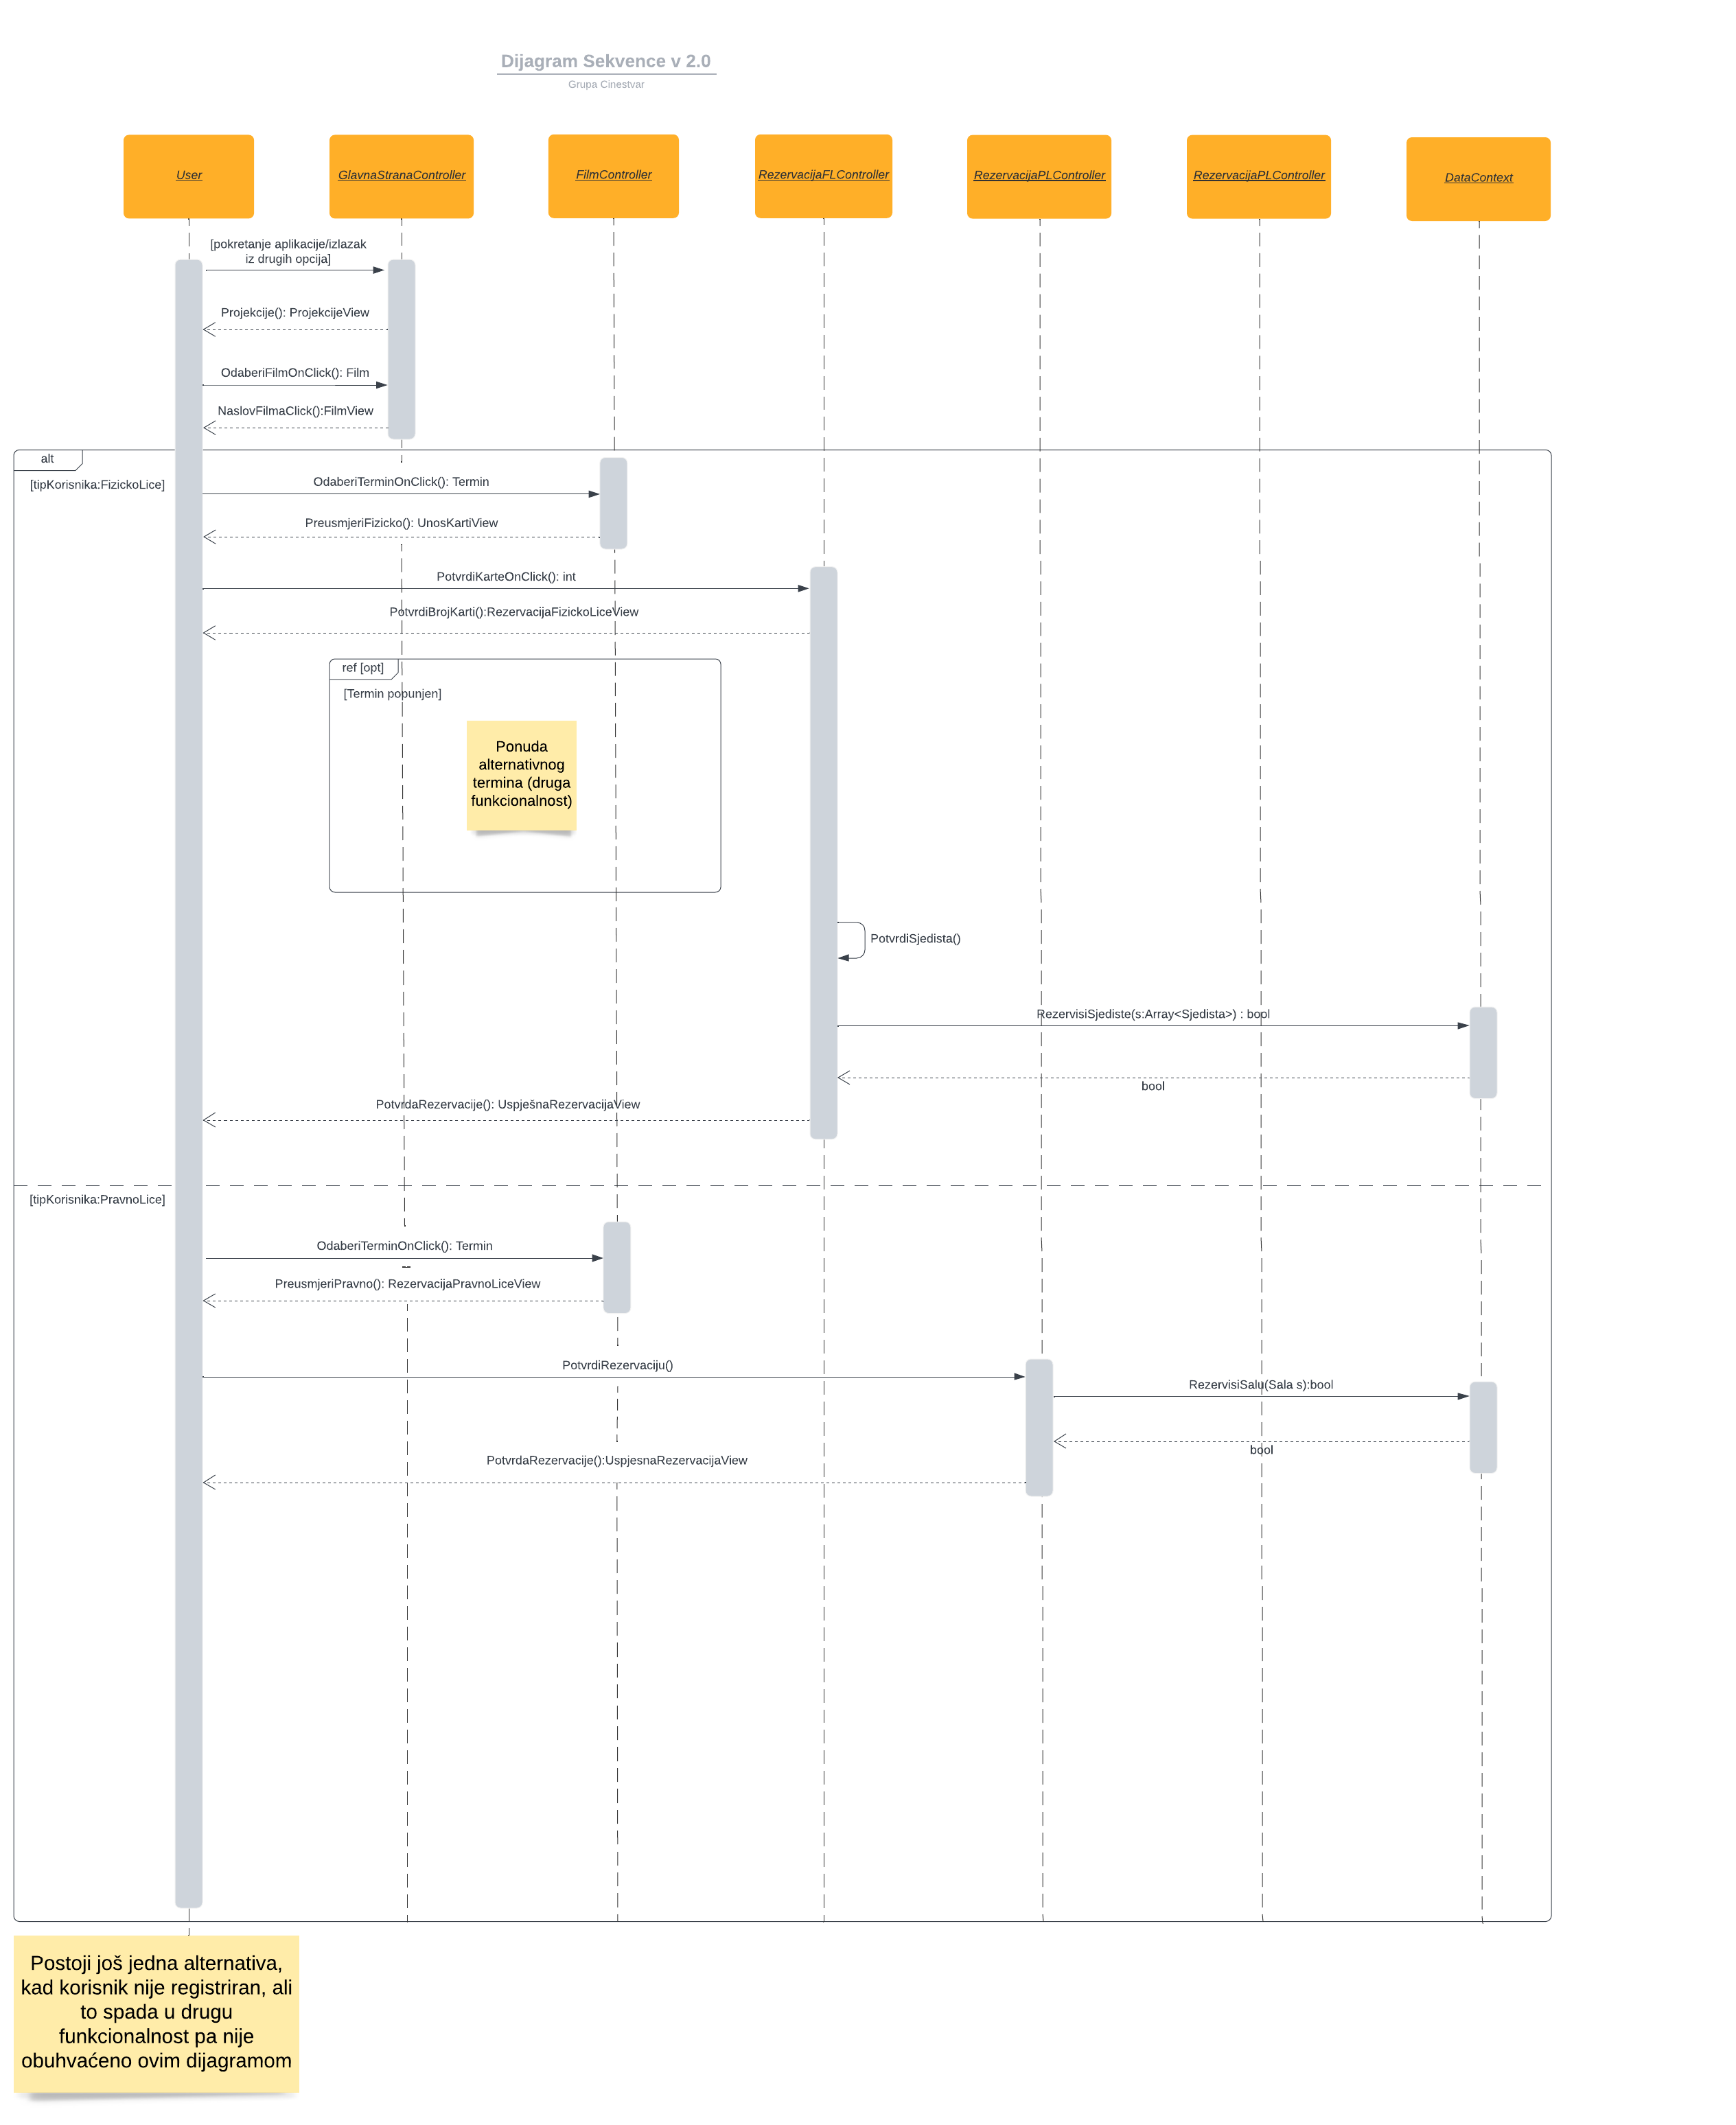 Dijagram Sekvence v 2.0
Grupa Cinestvar
User
GlavnaStranaController
FilmController
RezervacijaFLController
RezervacijaPLController
RezervacijaPLController
DataContext
[pokretanje aplikacije/izlazak
iz drugih opcija]
Projekcije(): ProjekcijeView
OdaberiFilmOnClick(): Film
NaslovFilmaClick():FilmView
alt
[tipKorisnika:FizickoLice]
OdaberiTerminOnClick(): Termin
PreusmjeriFizicko(): UnosKartiView
PotvrdiKarteOnClick(): int
PotvrdiBrojKarti():RezervacijaFizickoLiceView
ref [opt]
[Termin popunjen]
Ponuda
alternativnog
termina (druga
funkcionalnost)
PotvrdiSjedista()
RezervisiSjediste(s:Array<Sjedista>) : bool
bool
PotvrdaRezervacije(): UspješnaRezervacijaView
[tipKorisnika:PravnoLice]
OdaberiTerminOnClick(): Termin
--
PreusmjeriPravno(): RezervacijaPravnoLiceView
PotvrdiRezervaciju()
RezervisiSalu(Sala s):bool
bool
PotvrdaRezervacije():UspjesnaRezervacijaView
Postoji još jedna alternativa,
kad korisnik nije registriran, ali
to spada u drugu
funkcionalnost pa nije
obuhvaćeno ovim dijagramom